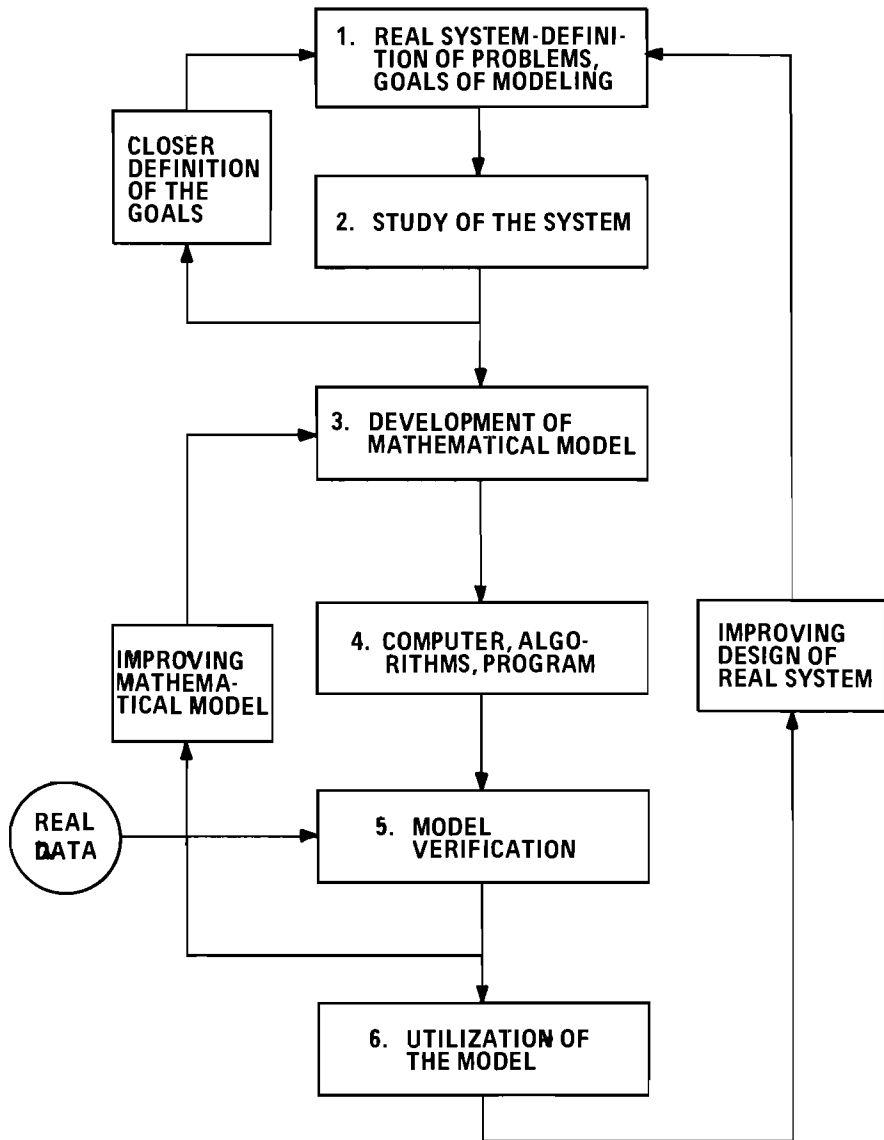 1. REAL SYSTEM-DEFINI-
TION OF PROBLEMS,
GOALS OF MODELING
CLOSER
DEFINITION
OF THE
GOALS
2. STUDY OF THE SYSTEM
3. DEVELOPMENT OF
MATHEMATICAL MODEL
4. COMPUTER, ALGO-
RITHMS, PROGRAM
IMPROVING
MATHEMA-
TICAL MODEL
IMPROVING
DESIGN OF
REAL SYSTEM
REAL
DATA
5. MODEL
VERIFICATION
6. UTILIZATION OF
THE MODEL